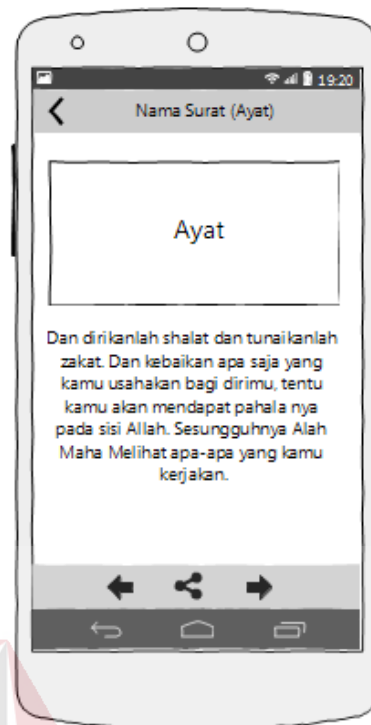 19:20
Nama Surat (Ayat)
Ayat
Dan dirikanlah shalat dan tunaikanlah
zakat. Dan kebaikan apa saja yang
kamu usahakan bagi dirimu, tentu
kamu akan mendapat pahala nya
pada sisi Allah. Sesungguhnya Alah
Maha Melihat apa-apa yang kamu
kerjakan.